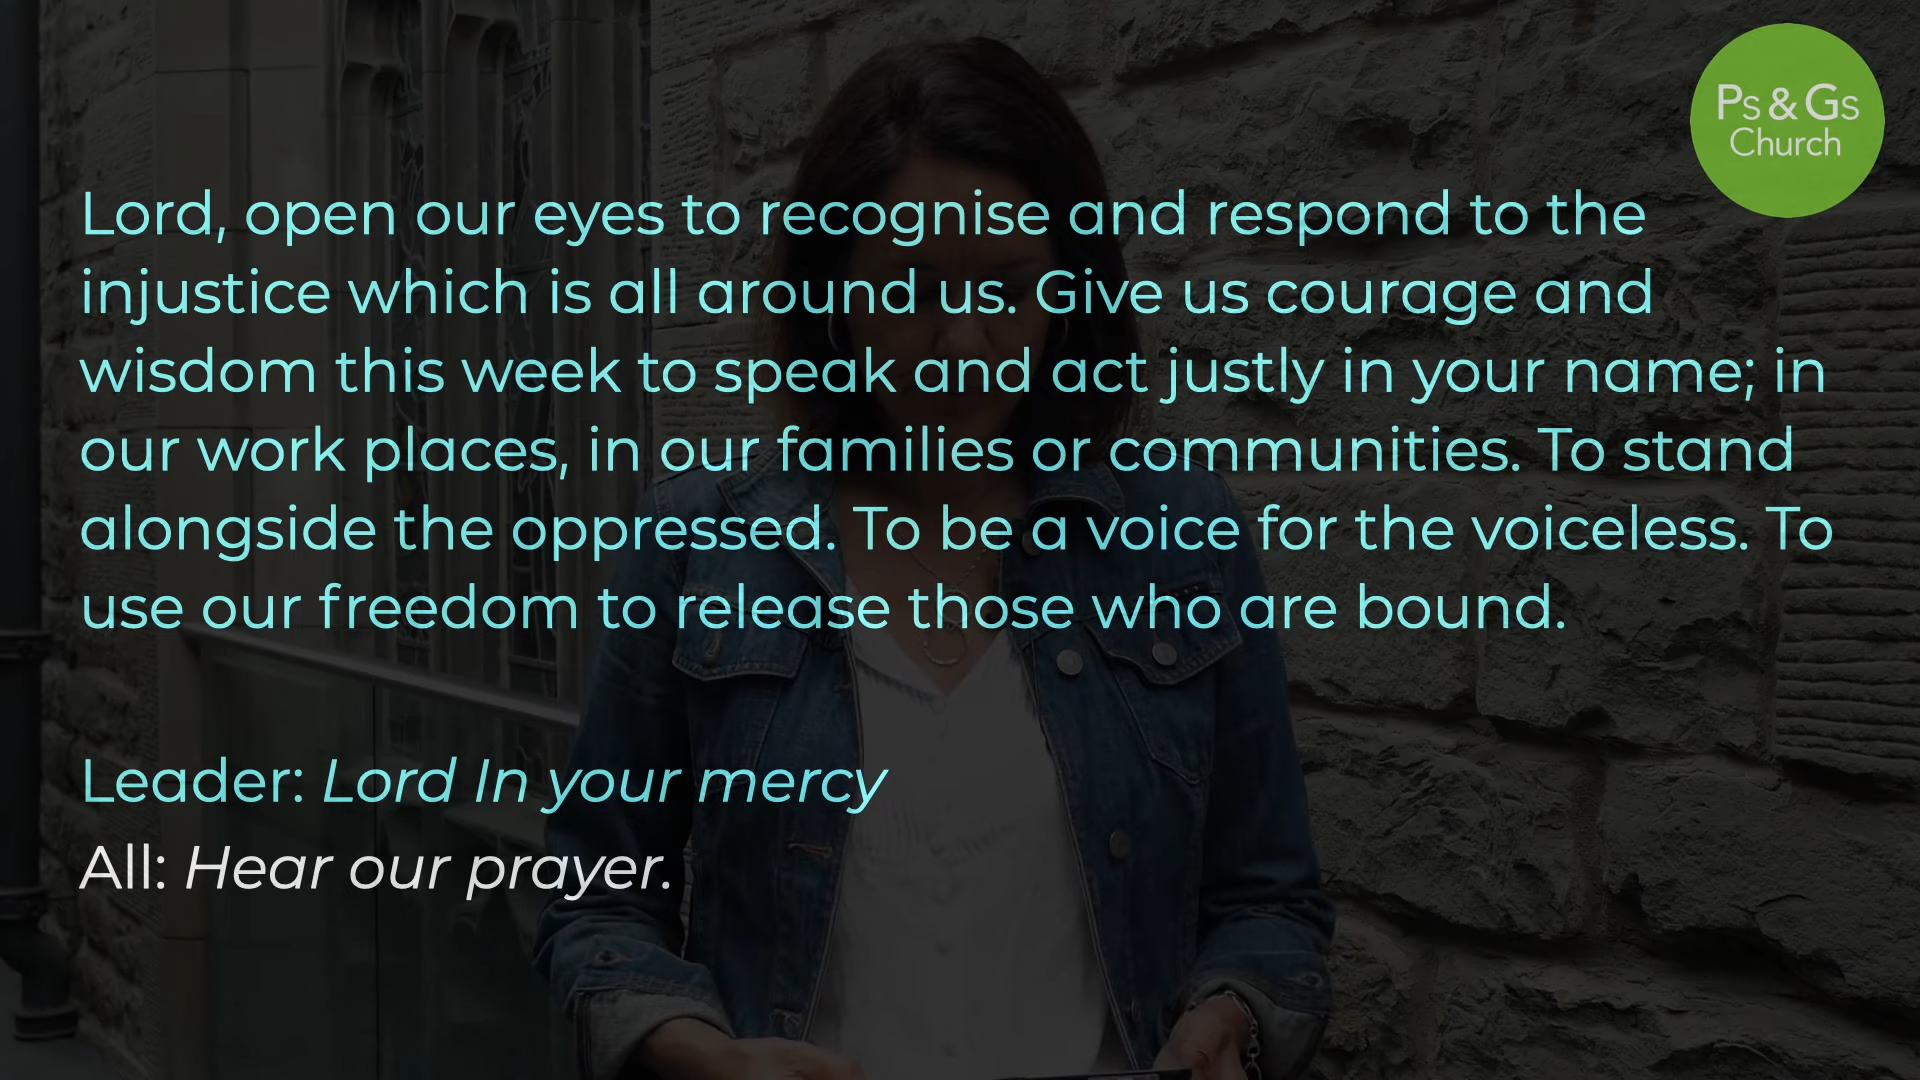 Ps & Gs
Church
Lord, open our eyes to recognise and respond to the
injustice which is all around us. Give us courage and
wisdom this week to speak and act justly in your name; in
our work places, in our families or communities. To stand
alongside the oppressed. To be a voice for the voiceless. To
use our freedom to release those who are bound.
Leader: Lord In your mercy
All: Hear our prayer.